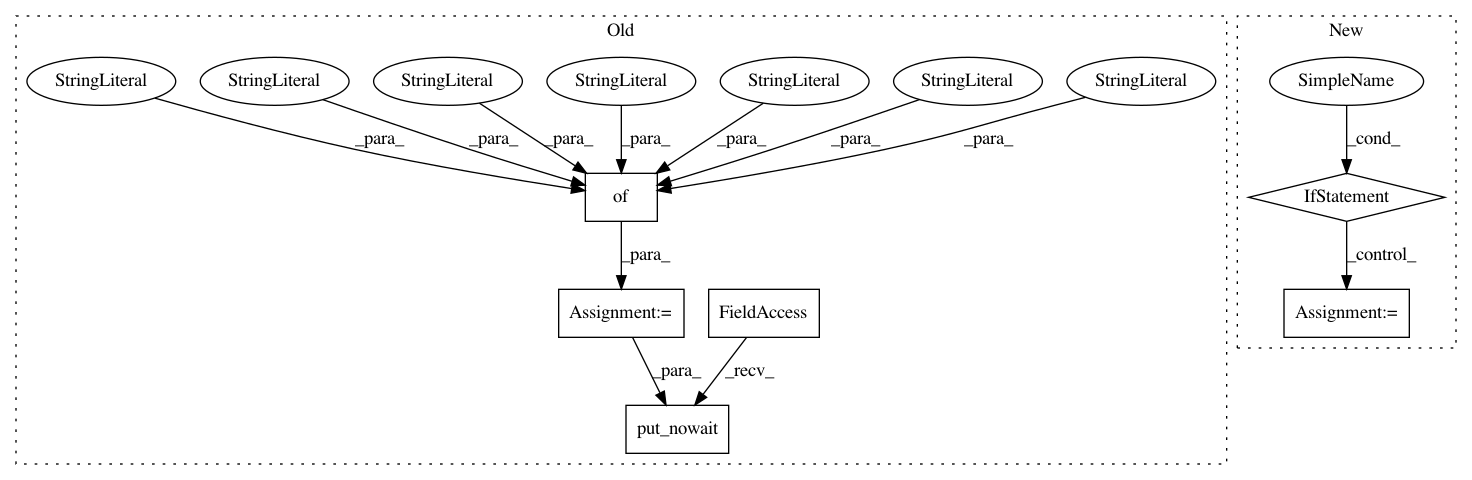 Old
New
StringLiteral
StringLiteral
StringLiteral
StringLiteral
StringLiteral
StringLiteral
StringLiteral
SimpleName
_para_
_para_
_para_
_para_
_para_
_para_
_para_
_cond_
of
IfStatement
_para_
_control_
Assignment:=
FieldAccess
Assignment:=
_para_
_recv_
put_nowait